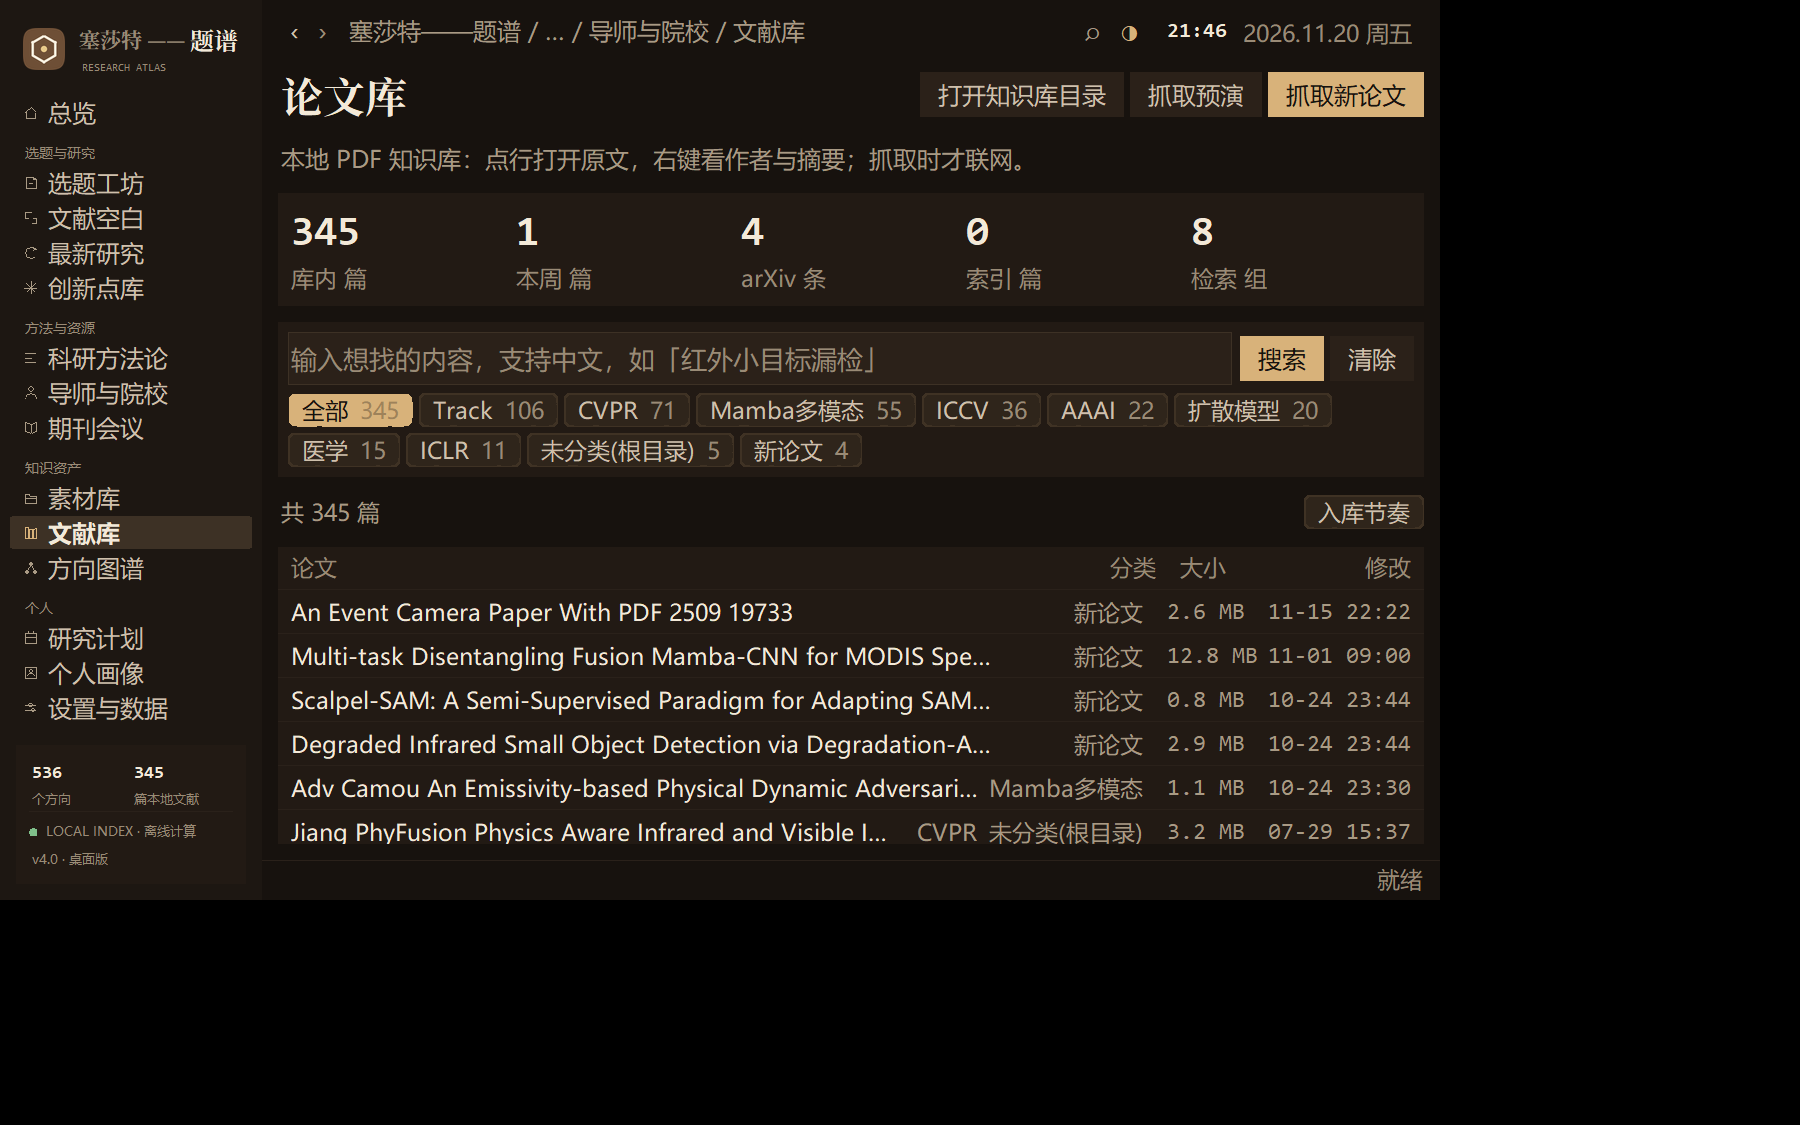 塞莎特 —— 题谱
RESEARCH ATLAS
总览
选题与研究
选题工坊
文献空白
最新研究
创新点库
方法与资源
科研方法论
导师与院校
期刊会议
知识资产
素材库
文献库
方向图谱
个人
研究计划
个人画像
设置与数据
536 345
个方向 篇本地文献
LOCAL INDEX · 离线计算
v4.0 · 桌面版
‹ › 塞莎特——题谱 / ... / 导师与院校 / 文献库
21:46 2026.11.20 周五
论文库
打开知识库目录 抓取预演 抓取新论文
本地 PDF 知识库：点行打开原文，右键看作者与摘要；抓取时才联网。
345 1 4 0 8
库内 篇 本周 篇 arXiv 条 索引 篇 检索 组
输入想找的内容，支持中文，如「红外小目标漏检」 搜索 清除
全部 345 Track 106 CVPR 71 Mamba多模态 55 ICCV 36 AAAI 22 扩散模型 20
医学 15 ICLR 11 未分类(根目录) 5 新论文 4
共 345 篇 入库节奏
论文 分类 大小 修改
An Event Camera Paper With PDF 2509 19733 新论文 2.6 MB 11-15 22:22
Multi-task Disentangling Fusion Mamba-CNN for MODIS Spe... 新论文 12.8 MB 11-01 09:00
Scalpel-SAM: A Semi-Supervised Paradigm for Adapting SAM... 新论文 0.8 MB 10-24 23:44
Degraded Infrared Small Object Detection via Degradation-A... 新论文 2.9 MB 10-24 23:44
Adv Camou An Emissivity-based Physical Dynamic Adversari... Mamba多模态 1.1 MB 10-24 23:30
Jiang PhyFusion Physics Aware Infrared and Visible I... CVPR 未分类(根目录) 3.2 MB 07-29 15:37
就绪